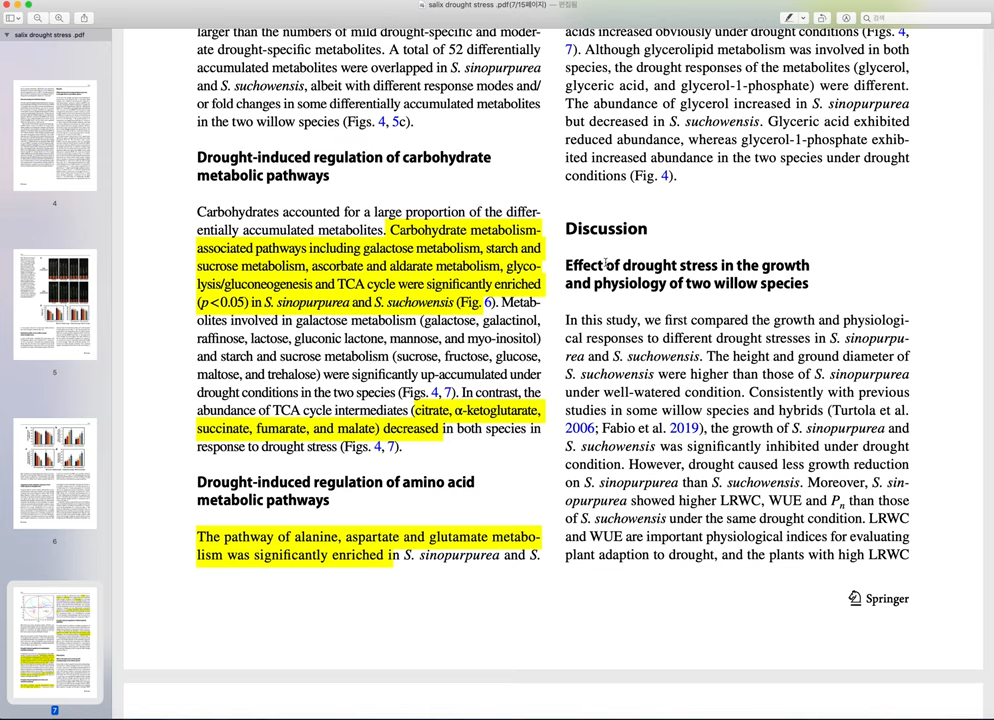 salix drought stress .pdf(7/15페이지) — 편집됨
검색
salix drought stress .pdf
4
5
6
7
larger than the numbers of mild drought-specific and moder-
ate drought-specific metabolites. A total of 52 differentially
accumulated metabolites were overlapped in S. sinopurpurea
and S. suchowensis, albeit with different response modes and/
or fold changes in some differentially accumulated metabolites
in the two willow species (Figs. 4, 5c).
Drought-induced regulation of carbohydrate
metabolic pathways
Carbohydrates accounted for a large proportion of the differ-
entially accumulated metabolites. Carbohydrate metabolism-
associated pathways including galactose metabolism, starch and
sucrose metabolism, ascorbate and aldarate metabolism, glyco-
lysis/gluconeogenesis and TCA cycle were significantly enriched
(p<0.05) in S. sinopurpurea and S. suchowensis (Fig. 6). Metab-
olites involved in galactose metabolism (galactose, galactinol,
raffinose, lactose, gluconic lactone, mannose, and myo-inositol)
and starch and sucrose metabolism (sucrose, fructose, glucose,
maltose, and trehalose) were significantly up-accumulated under
drought conditions in the two species (Figs. 4, 7). In contrast, the
abundance of TCA cycle intermediates (citrate, α-ketoglutarate,
succinate, fumarate, and malate) decreased in both species in
response to drought stress (Figs. 4, 7).
Drought-induced regulation of amino acid
metabolic pathways
The pathway of alanine, aspartate and glutamate metabo-
lism was significantly enriched in S. sinopurpurea and S.
acids increased obviously under drought conditions (Figs. 4,
7). Although glycerolipid metabolism was involved in both
species, the drought responses of the metabolites (glycerol,
glyceric acid, and glycerol-1-phosphate) were different.
The abundance of glycerol increased in S. sinopurpurea
but decreased in S. suchowensis. Glyceric acid exhibited
reduced abundance, whereas glycerol-1-phosphate exhib-
ited increased abundance in the two species under drought
conditions (Fig. 4).
Discussion
Effect of drought stress in the growth
and physiology of two willow species
In this study, we first compared the growth and physiologi-
cal responses to different drought stresses in S. sinopurpu-
rea and S. suchowensis. The height and ground diameter of
S. suchowensis were higher than those of S. sinopurpurea
under well-watered condition. Consistently with previous
studies in some willow species and hybrids (Turtola et al.
2006; Fabio et al. 2019), the growth of S. sinopurpurea and
S. suchowensis was significantly inhibited under drought
condition. However, drought caused less growth reduction
on S. sinopurpurea than S. suchowensis. Moreover, S. sin-
opurpurea showed higher LRWC, WUE and Pn than those
of S. suchowensis under the same drought condition. LRWC
and WUE are important physiological indices for evaluating
plant adaption to drought, and the plants with high LRWC
Springer